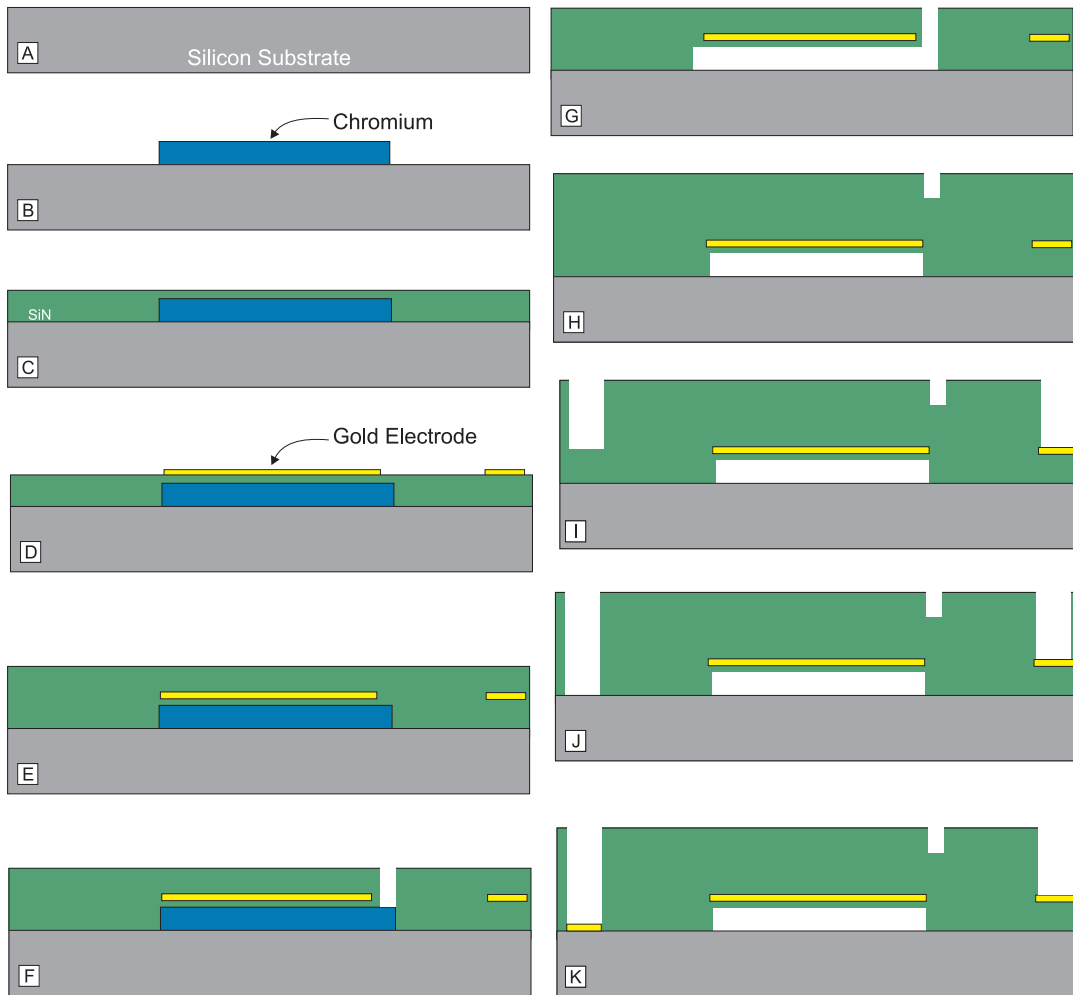 Silicon Substrate
A
Chromium
B
SiN
C
Gold Electrode
D
E
F
G
H
I
J
K